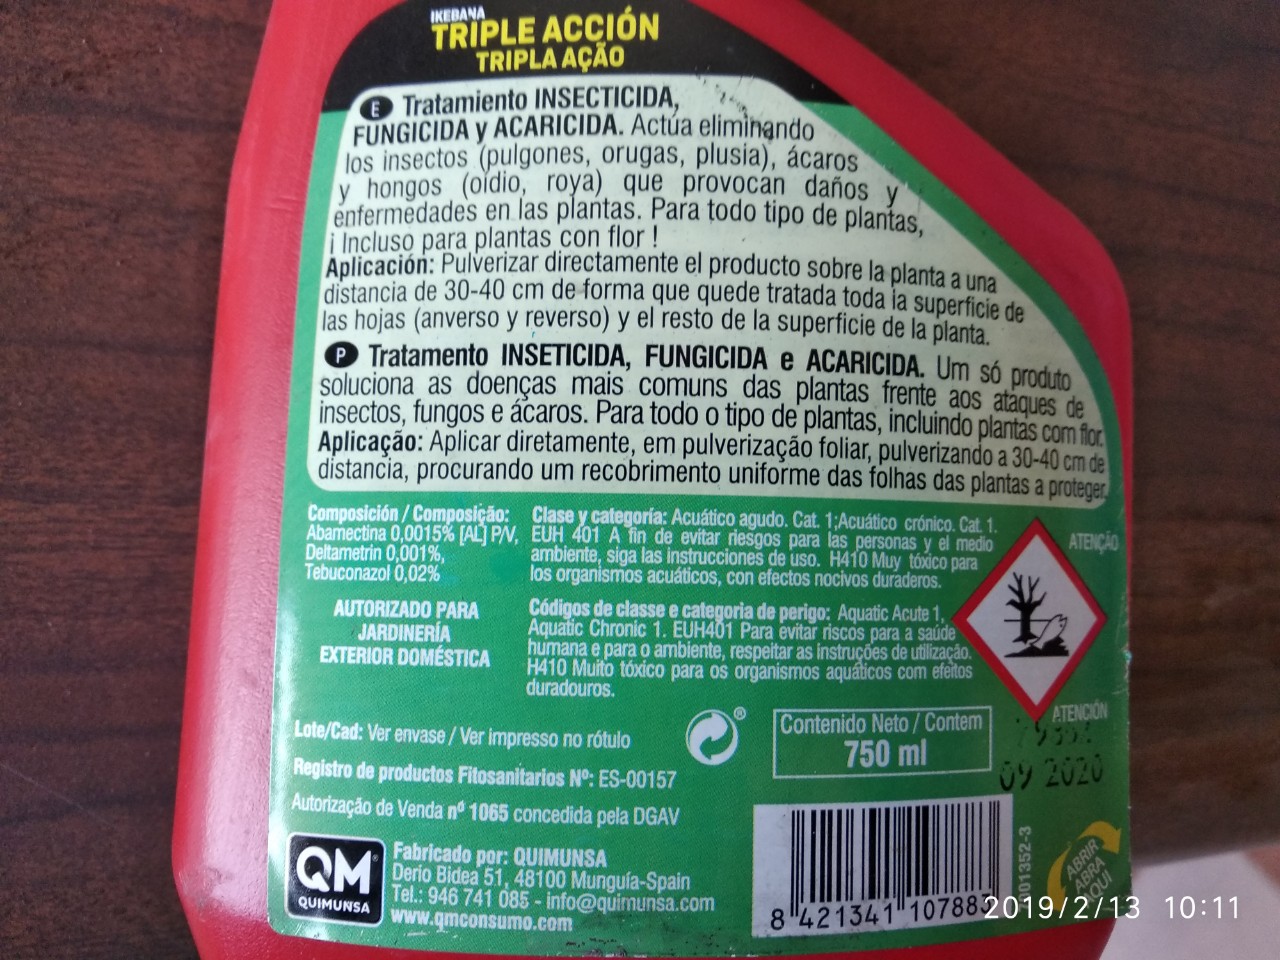 IKEBANA
TRIPLE ACCIÓN
TRIPLA AÇÃO
E Tratamiento INSECTICIDA,
FUNGICIDA y ACARICIDA. Actúa eliminando
los insectos (pulgones, orugas, plusia), ácaros
y hongos (oídio, roya) que provocan daños y
enfermedades en las plantas. Para todo tipo de plantas,
¡ Incluso para plantas con flor !
Aplicación: Pulverizar directamente el producto sobre la planta a una
distancia de 30-40 cm de forma que quede tratada toda la superficie de
las hojas (anverso y reverso) y el resto de la superficie de la planta.
P Tratamento INSETICIDA, FUNGICIDA e ACARICIDA. Um só produto
soluciona as doenças mais comuns das plantas frente aos ataques de
insectos, fungos e ácaros. Para todo o tipo de plantas, incluindo plantas com flor.
Aplicação: Aplicar diretamente, em pulverização foliar, pulverizando a 30-40 cm de
distancia, procurando um recobrimento uniforme das folhas das plantas a proteger.
Composición / Composição:
Abamectina 0,0015% [AL] P/V,
Deltametrin 0,001%,
Tebuconazol 0,02%
AUTORIZADO PARA
JARDINERÍA
EXTERIOR DOMÉSTICA
Clase y categoría: Acuático agudo. Cat. 1;Acuático crónico. Cat. 1.
EUH 401 A fin de evitar riesgos para las personas y el medio
ambiente, siga las instrucciones de uso. H410 Muy tóxico para
los organismos acuáticos, con efectos nocivos duraderos.
Códigos de classe e categoria de perigo: Aquatic Acute 1,
Aquatic Chronic 1. EUH401 Para evitar riscos para a saúde
humana e para o ambiente, respeitar as instruções de utilização.
H410 Muito tóxico para os organismos aquáticos com efeitos
duradouros.
ATENÇÃO
ATENCIÓN
Lote/Cad: Ver envase / Ver impresso no rótulo
Registro de productos Fitosanitarios Nº: ES-00157
Autorização de Venda nº 1065 concedida pela DGAV
®
Contenido Neto / Contem
750 ml
09 2020
QM®
QUIMUNSA
Fabricado por: QUIMUNSA
Derio Bidea 51, 48100 Munguía-Spain
Tel.: 946 741 085 - info@quimunsa.com
www.qmconsumo.com
8 421341 107883
001352-3
ABRIR
ABRA
AQUI
2019/2/13 10:11